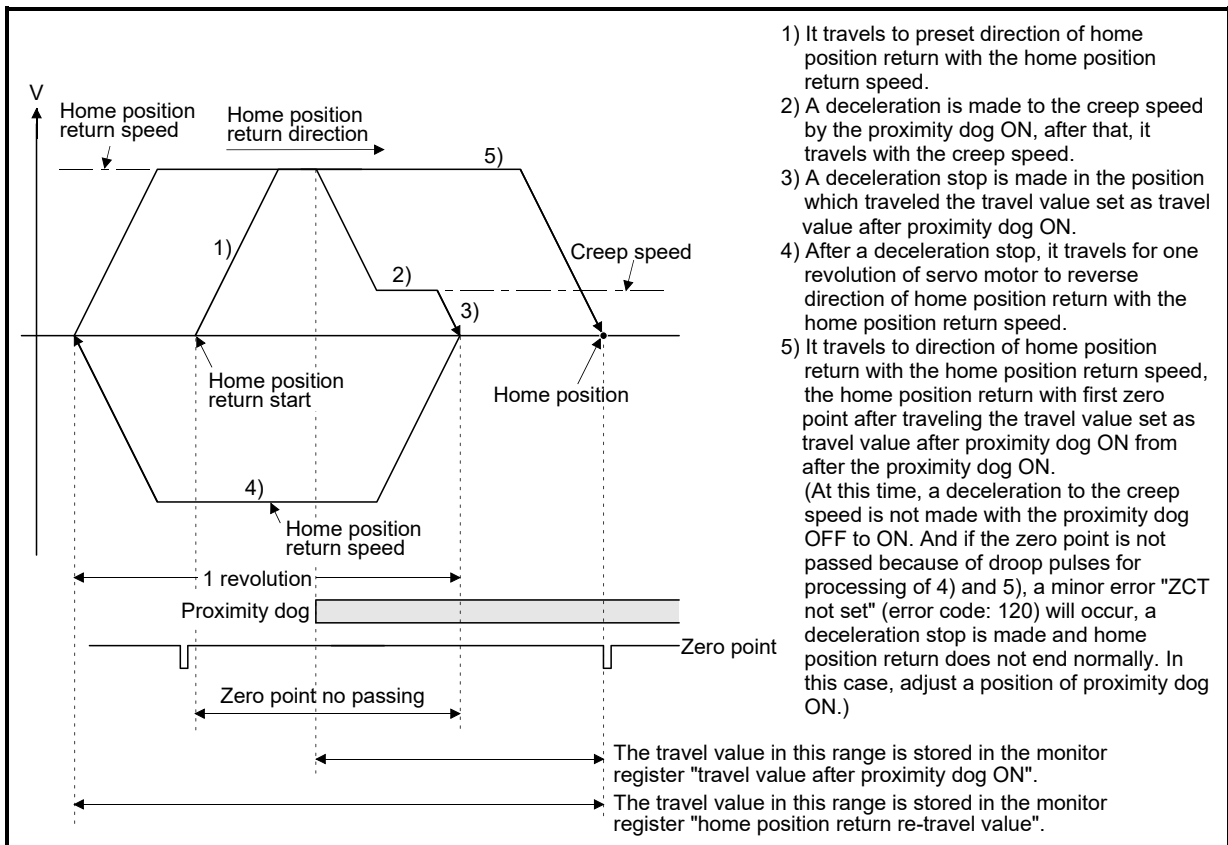 V
Home position
return speed
Home position
return direction
5)
1)
2)
Creep speed
3)
Home position
return start
Home position
4)
Home position
return speed
1 revolution
Proximity dog
Zero point
Zero point no passing
The travel value in this range is stored in the monitor
register "travel value after proximity dog ON".
The travel value in this range is stored in the monitor
register "home position return re-travel value".
1) It travels to preset direction of home
position return with the home position
return speed.
2) A deceleration is made to the creep speed
by the proximity dog ON, after that, it
travels with the creep speed.
3) A deceleration stop is made in the position
which traveled the travel value set as travel
value after proximity dog ON.
4) After a deceleration stop, it travels for one
revolution of servo motor to reverse
direction of home position return with the
home position return speed.
5) It travels to direction of home position
return with the home position return speed,
the home position return with first zero
point after traveling the travel value set as
travel value after proximity dog ON from
after the proximity dog ON.
(At this time, a deceleration to the creep
speed is not made with the proximity dog
OFF to ON. And if the zero point is not
passed because of droop pulses for
processing of 4) and 5), a minor error "ZCT
not set" (error code: 120) will occur, a
deceleration stop is made and home
position return does not end normally. In
this case, adjust a position of proximity dog
ON.)